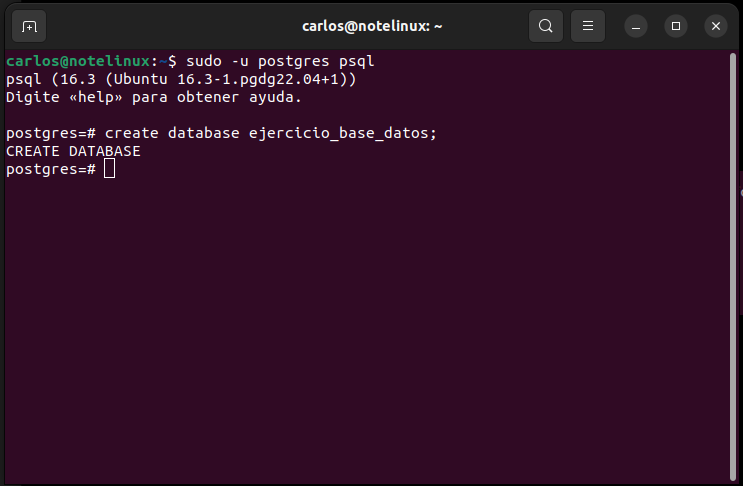 carlos@notelinux: ~
carlos@notelinux:~$ sudo -u postgres psql
psql (16.3 (Ubuntu 16.3-1.pgdg22.04+1))
Digite «help» para obtener ayuda.
postgres=# create database ejercicio_base_datos;
CREATE DATABASE
postgres=#